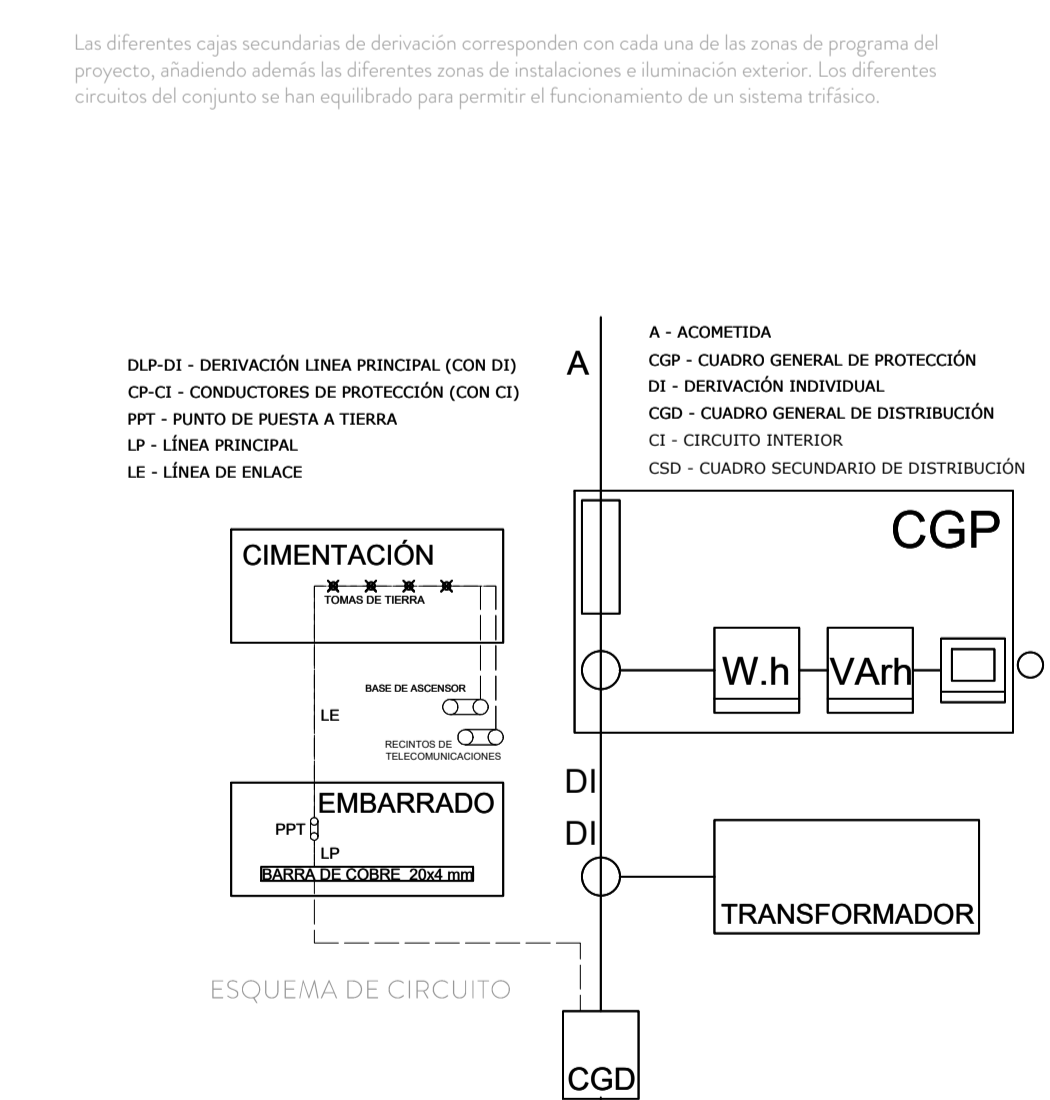 Las diferentes cajas secundarias de derivación corresponden con cada una de las zonas de programa del
proyecto, añadiendo además las diferentes zonas de instalaciones e iluminación exterior. Los diferentes
circuitos del conjunto se han equilibrado para permitir el funcionamiento de un sistema trifásico.
DLP-DI - DERIVACIÓN LINEA PRINCIPAL (CON DI)
CP-CI - CONDUCTORES DE PROTECCIÓN (CON CI)
PPT - PUNTO DE PUESTA A TIERRA
LP - LÍNEA PRINCIPAL
LE - LÍNEA DE ENLACE
A
A - ACOMETIDA
CGP - CUADRO GENERAL DE PROTECCIÓN
DI - DERIVACIÓN INDIVIDUAL
CGD - CUADRO GENERAL DE DISTRIBUCIÓN
CI - CIRCUITO INTERIOR
CSD - CUADRO SECUNDARIO DE DISTRIBUCIÓN
CIMENTACIÓN
TOMAS DE TIERRA
BASE DE ASCENSOR
LE
RECINTOS DE
TELECOMUNICACIONES
EMBARRADO
PPT
LP
BARRA DE COBRE 20x4 mm
CGP
W.h
VArh
DI
DI
TRANSFORMADOR
ESQUEMA DE CIRCUITO
CGD